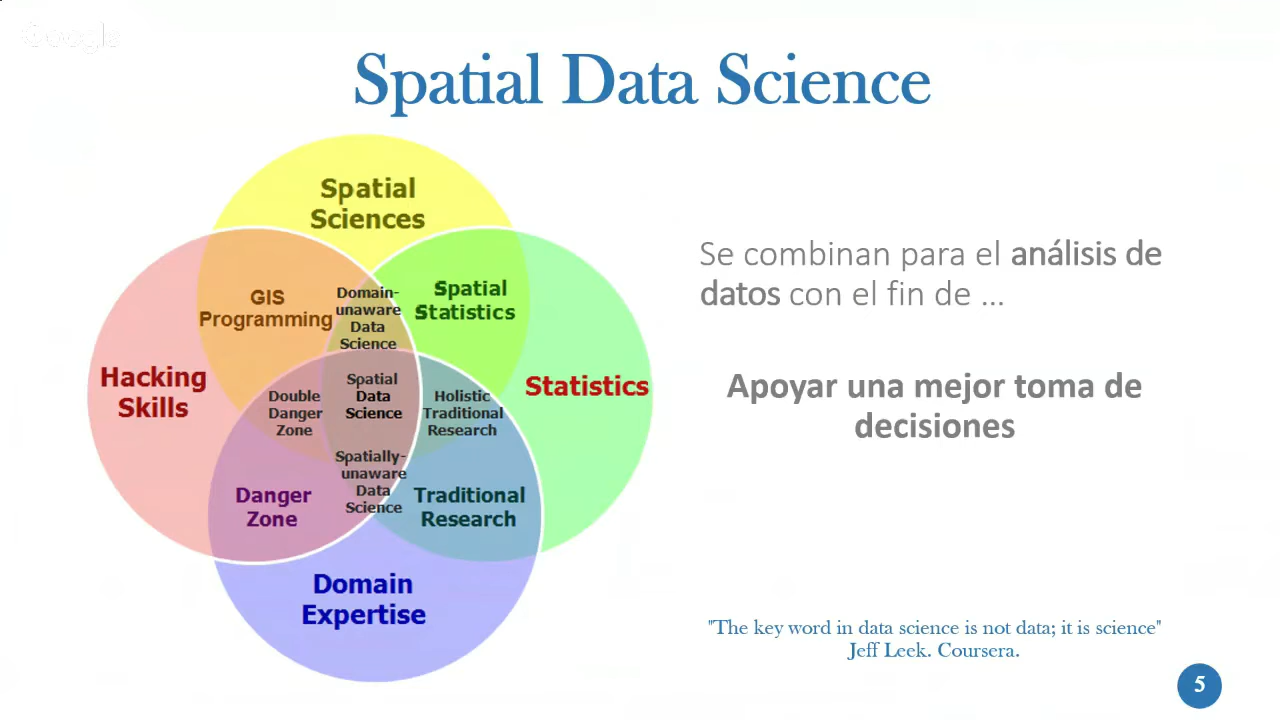 Google
Spatial Data Science
Spatial
Sciences
GIS
Programming
Domain-
unaware
Data
Science
Spatial
Statistics
Hacking
Skills
Double
Danger
Zone
Spatial
Data
Science
Holistic
Traditional
Research
Statistics
Spatially-
unaware
Data
Science
Danger
Zone
Traditional
Research
Domain
Expertise
Se combinan para el análisis de
datos con el fin de ...
Apoyar una mejor toma de
decisiones
"The key word in data science is not data; it is science"
Jeff Leek. Coursera.
5